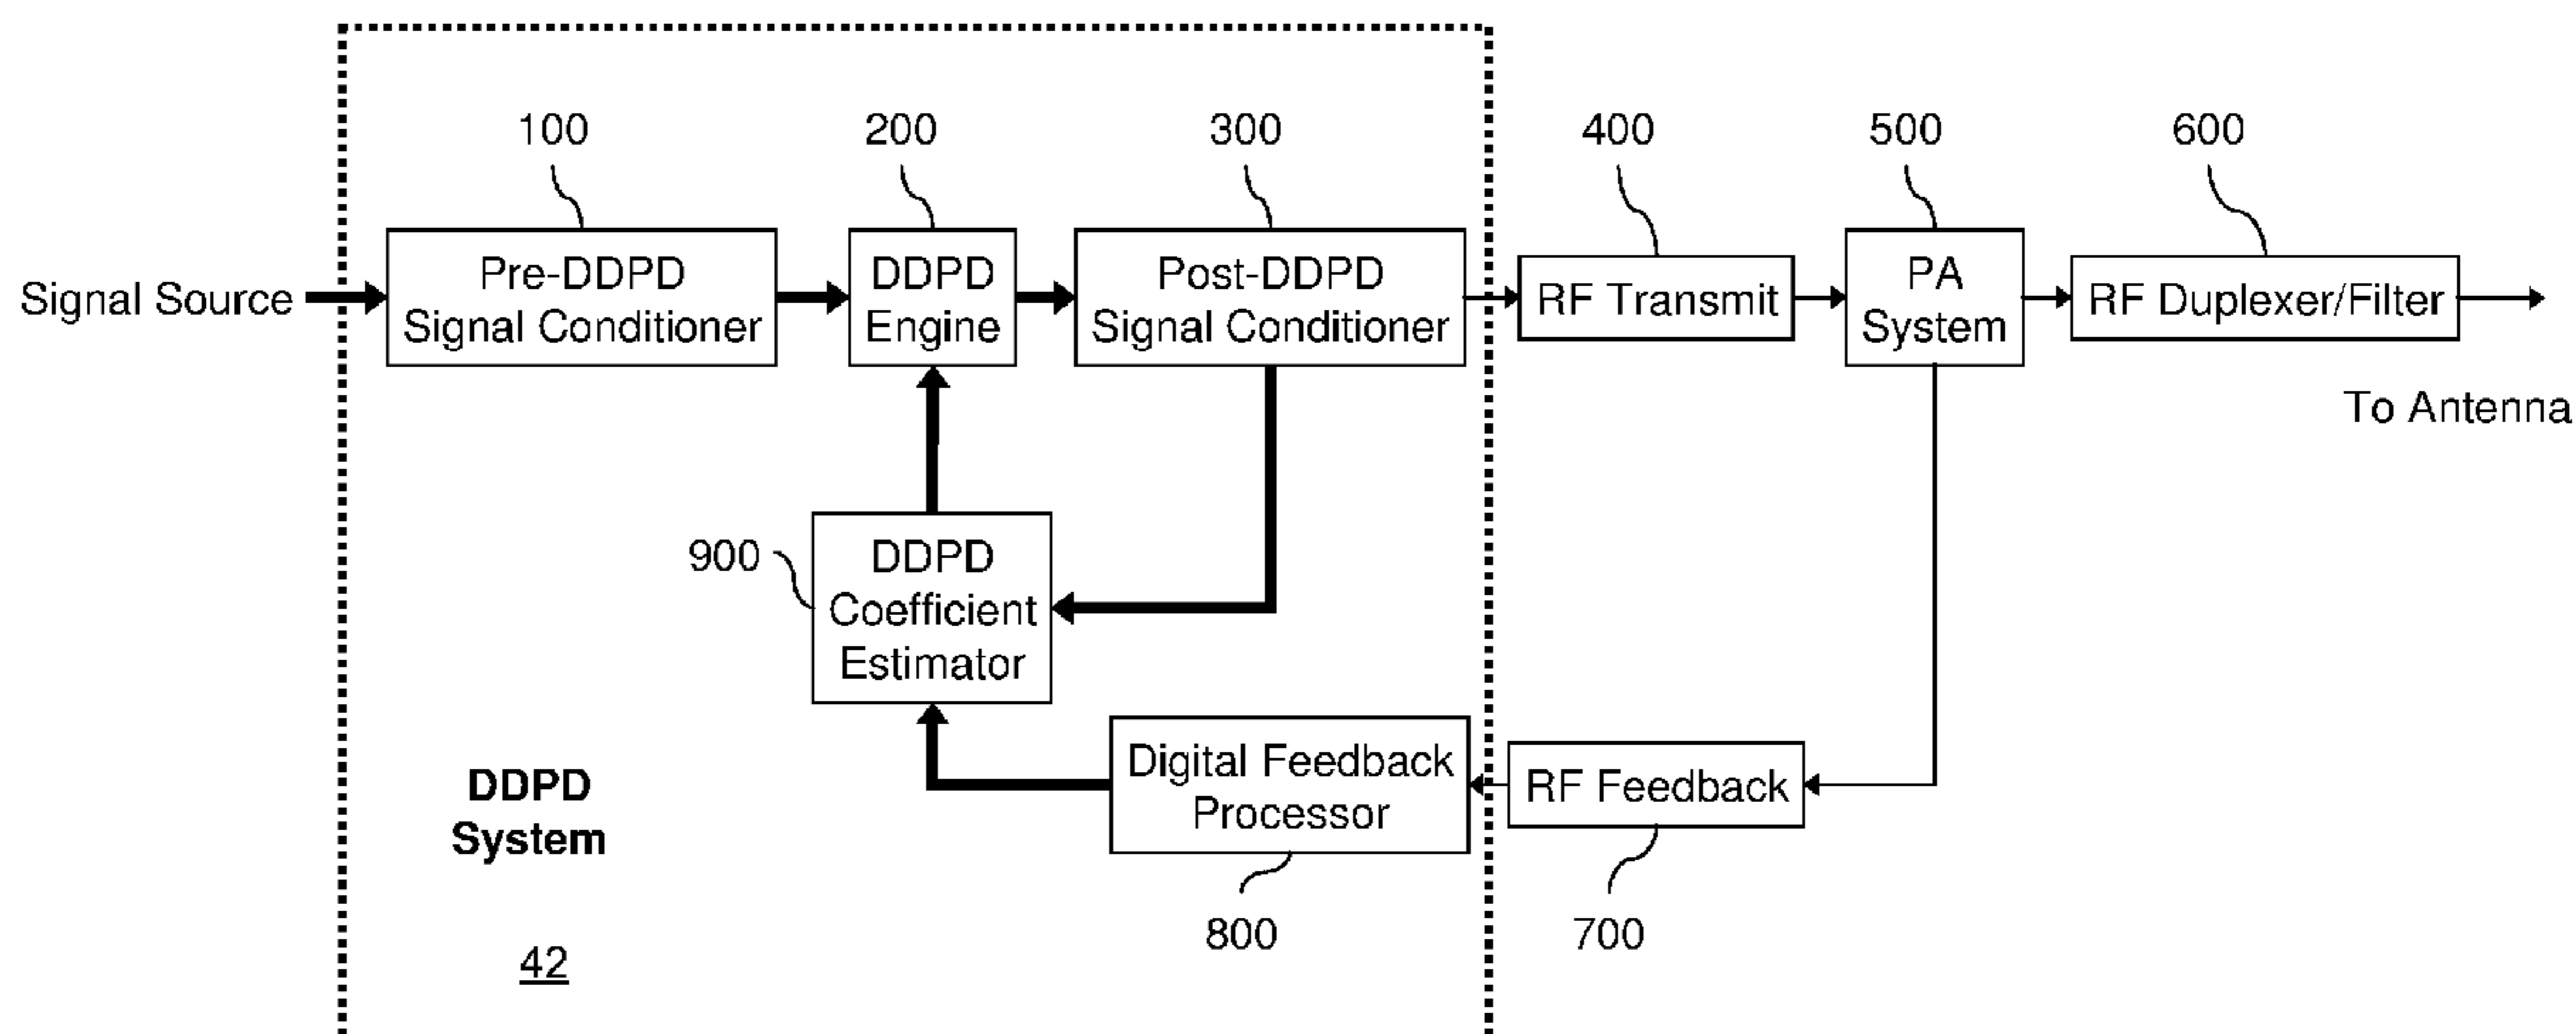 100
200
300
400
500
600
Signal Source
Pre-DDPD
Signal Conditioner
DDPD
Engine
Post-DDPD
Signal Conditioner
RF Transmit
PA
System
RF Duplexer/Filter
To Antenna
900
DDPD
Coefficient
Estimator
Digital Feedback
Processor
RF Feedback
800
700
DDPD
System
42